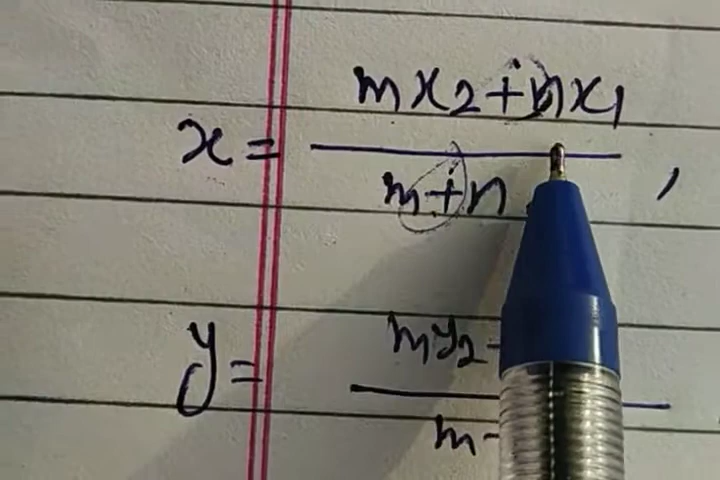 x = mx₂+nx₁ / m+n ,
y = my₂- / m-